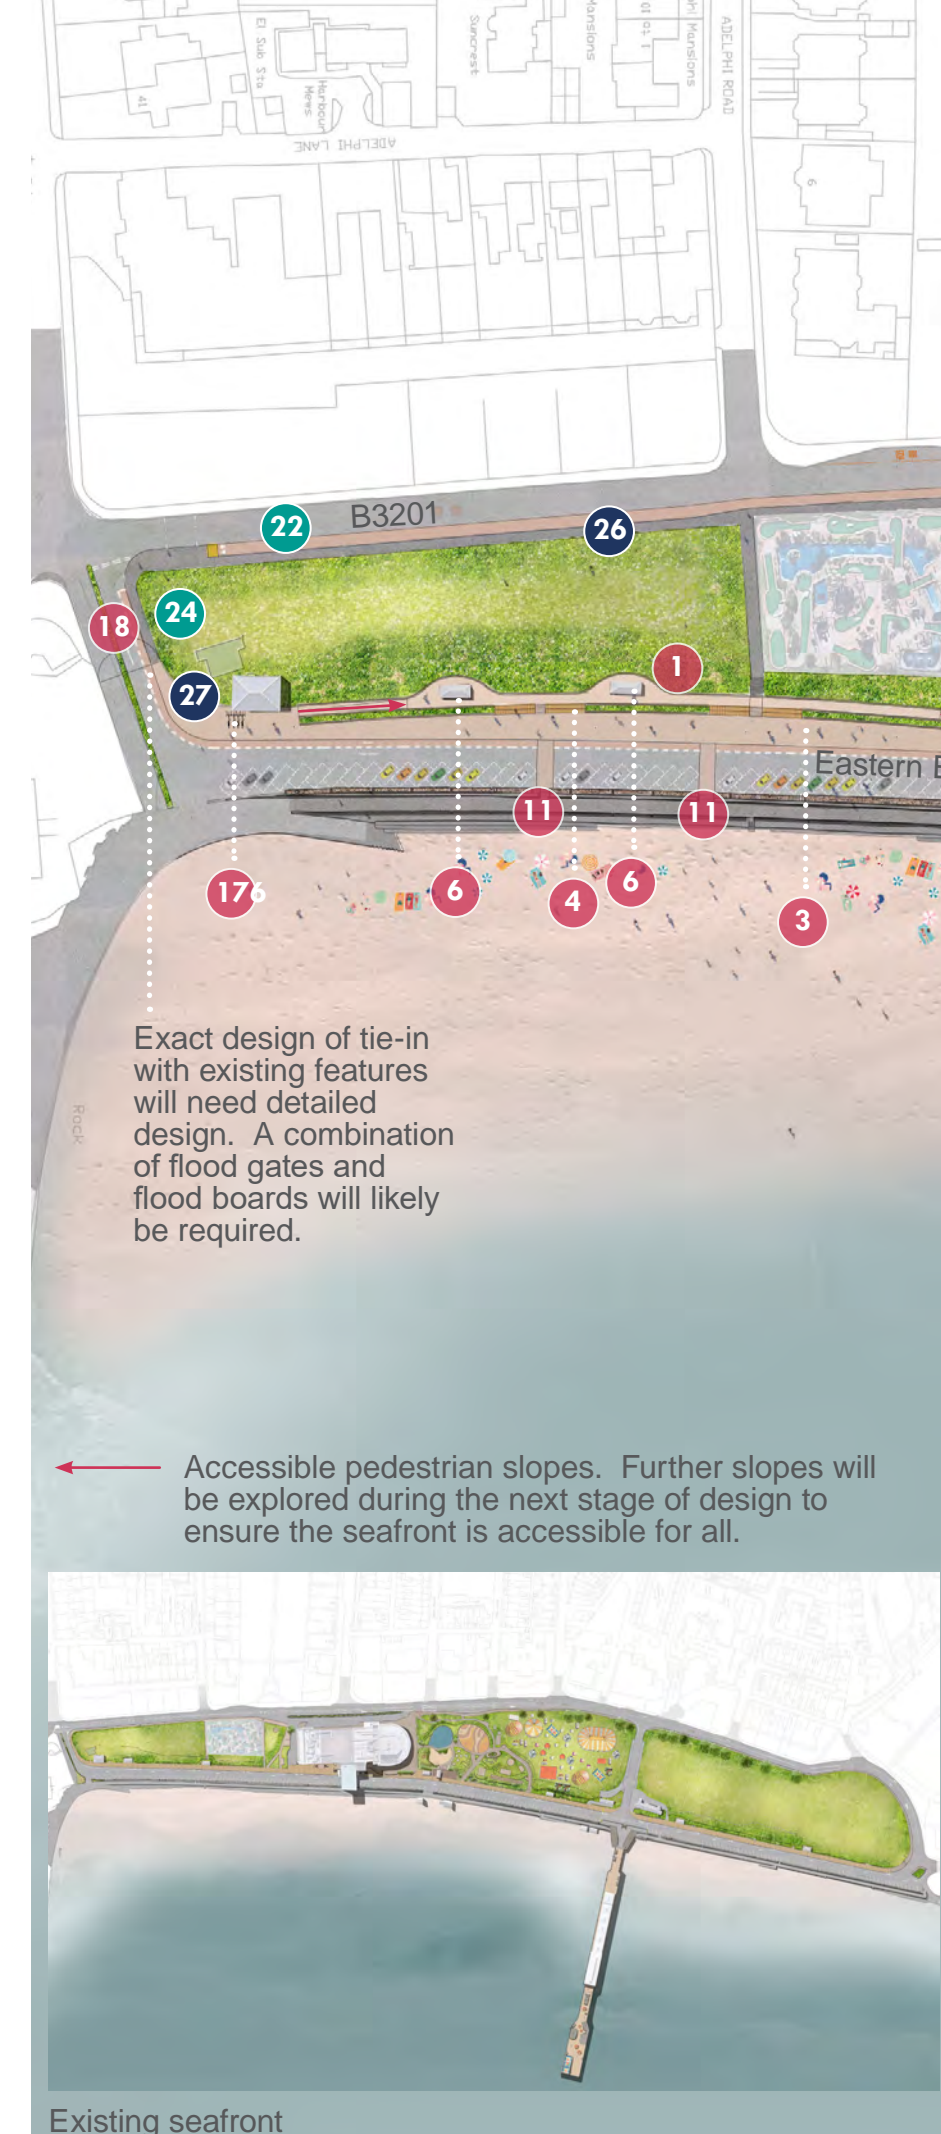 El Sub Sta
Harbour
Mews
Suncrest
Mansions
Mansions
ADELPHI ROAD
41
ADELPHI LANE
6
B3201
22
26
24
18
1
27
Eastern E
11
11
176
6
4
6
3
Exact design of tie-in
with existing features
will need detailed
design. A combination
of flood gates and
flood boards will likely
be required.
Rock
Accessible pedestrian slopes. Further slopes will
be explored during the next stage of design to
ensure the seafront is accessible for all.
Existing seafront